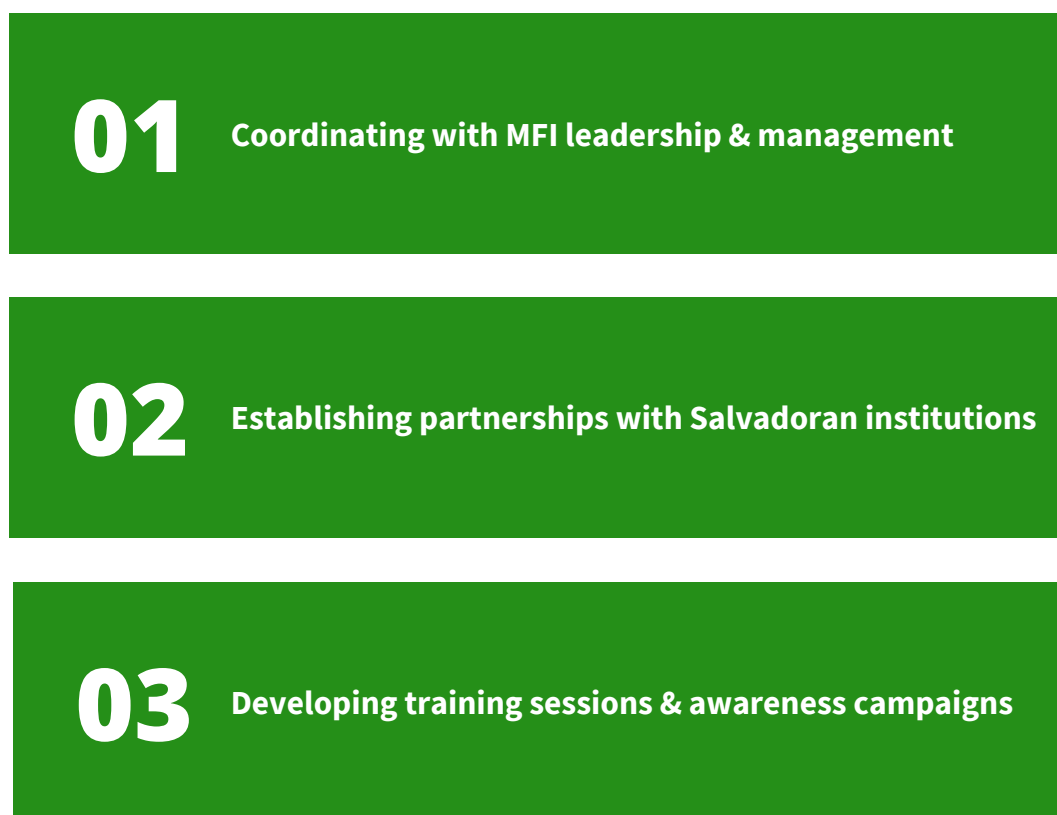 01 Coordinating with MFI leadership & management
02 Establishing partnerships with Salvadoran institutions
03 Developing training sessions & awareness campaigns